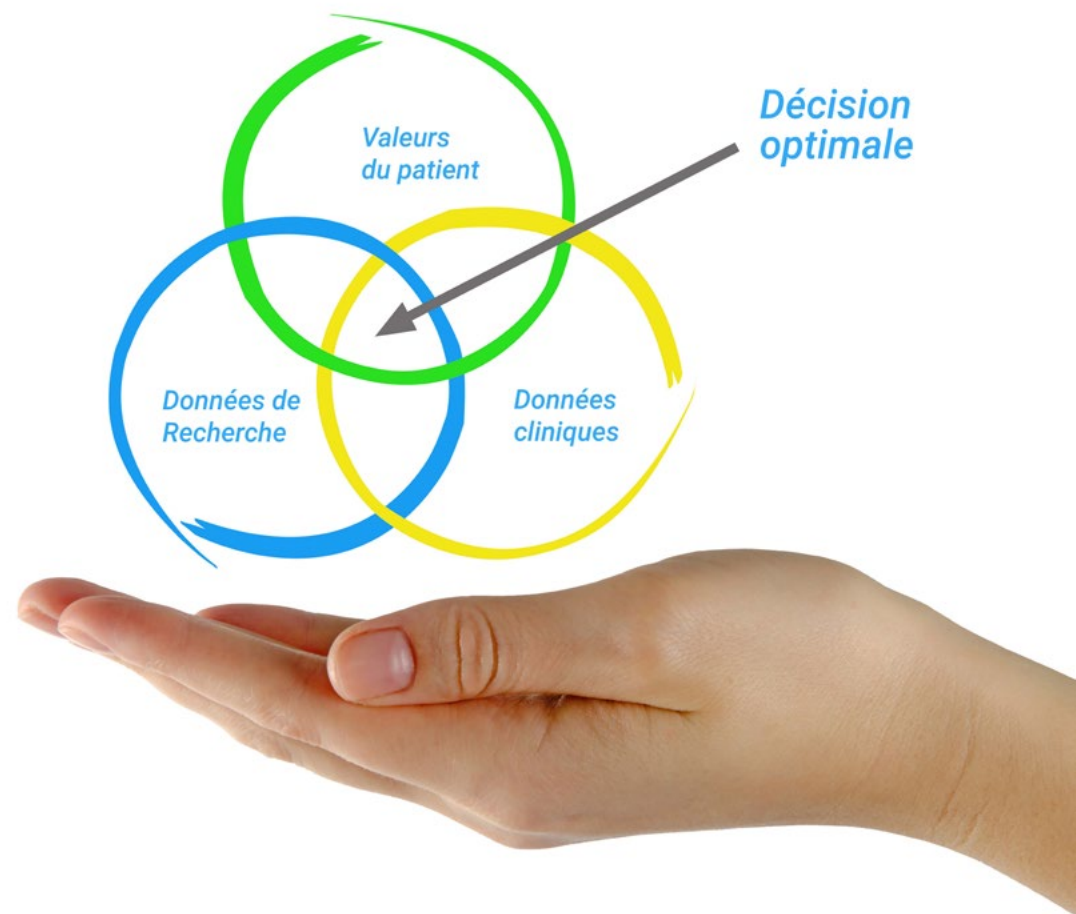 Décision
optimale
Valeurs
du patient
Données de
Recherche
Données
cliniques